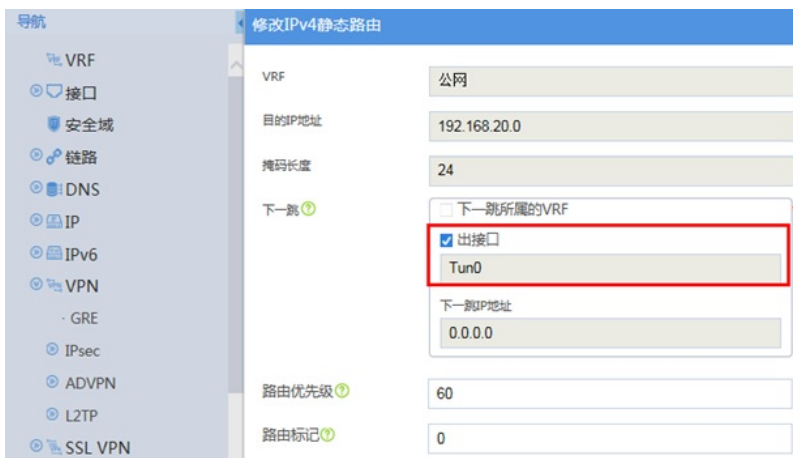 导航
VRF
接口
安全域
链路
DNS
IP
IPv6
VPN
· GRE
IPsec
ADVPN
L2TP
SSL VPN
修改IPv4静态路由
VRF
公网
目的IP地址
192.168.20.0
掩码长度
24
下一跳
下一跳所属的VRF
出接口
Tun0
下一跳IP地址
0.0.0.0
路由优先级
60
路由标记
0